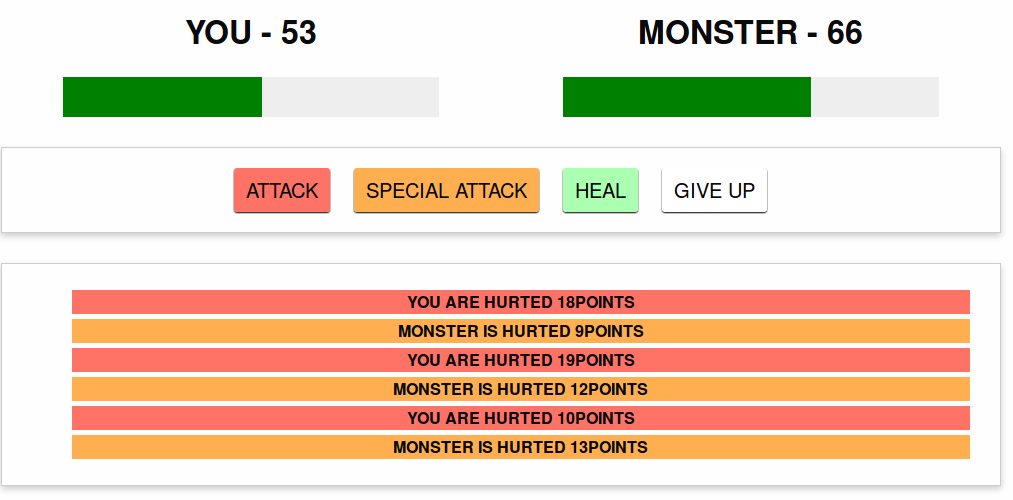 YOU - 53
MONSTER - 66
ATTACK
SPECIAL ATTACK
HEAL
GIVE UP
YOU ARE HURTED 18POINTS
MONSTER IS HURTED 9POINTS
YOU ARE HURTED 19POINTS
MONSTER IS HURTED 12POINTS
YOU ARE HURTED 10POINTS
MONSTER IS HURTED 13POINTS